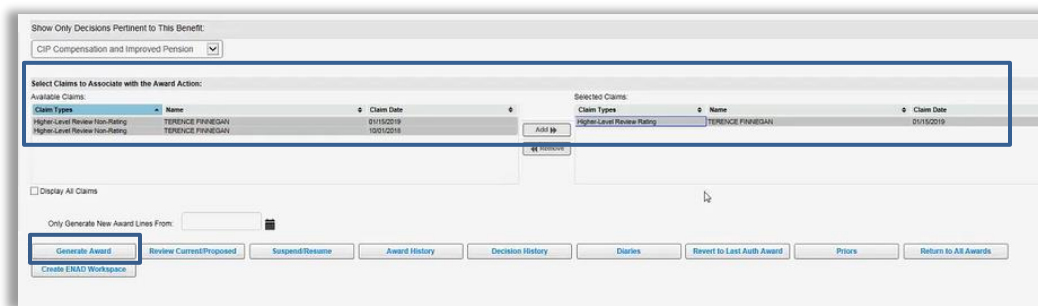 Show Only Decisions Pertinent to This Benefit:
CIP Compensation and Improved Pension
Select Claims to Associate with the Award Action:
Available Claims: Selected Claims:
Claim Types Name Claim Date Claim Types Name Claim Date
Higher-Level Review Non-Rating TERENCE FINNEGAN 01/15/2019 Higher-Level Review Rating TERENCE FINNEGAN 01/15/2019
Higher-Level Review Non-Rating TERENCE FINNEGAN 10/01/2018
Add
Remove
Display All Claims
Only Generate New Award Lines From:
Generate Award Review Current/Proposed Suspend/Resume Award History Decision History Diaries Revert to Last Auth Award Priors Return to All Awards
Create ENAD Workspace